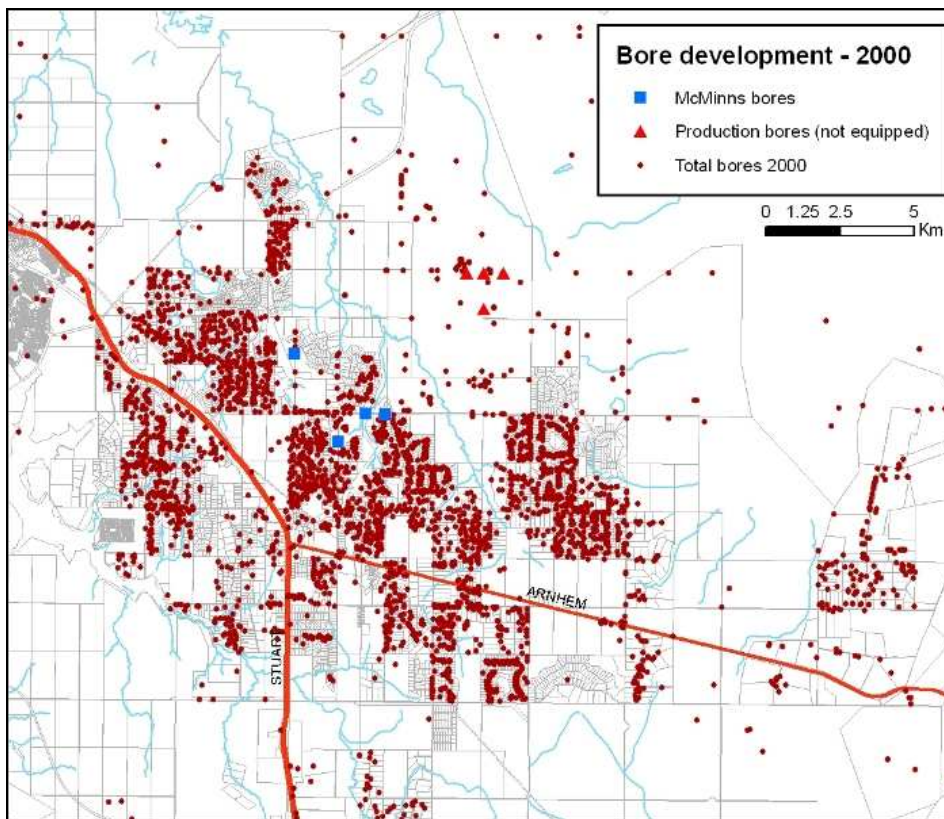 Bore development - 2000
McMinns bores
Production bores (not equipped)
Total bores 2000
0 1.25 2.5 5
Km
ARNHEM
STUART